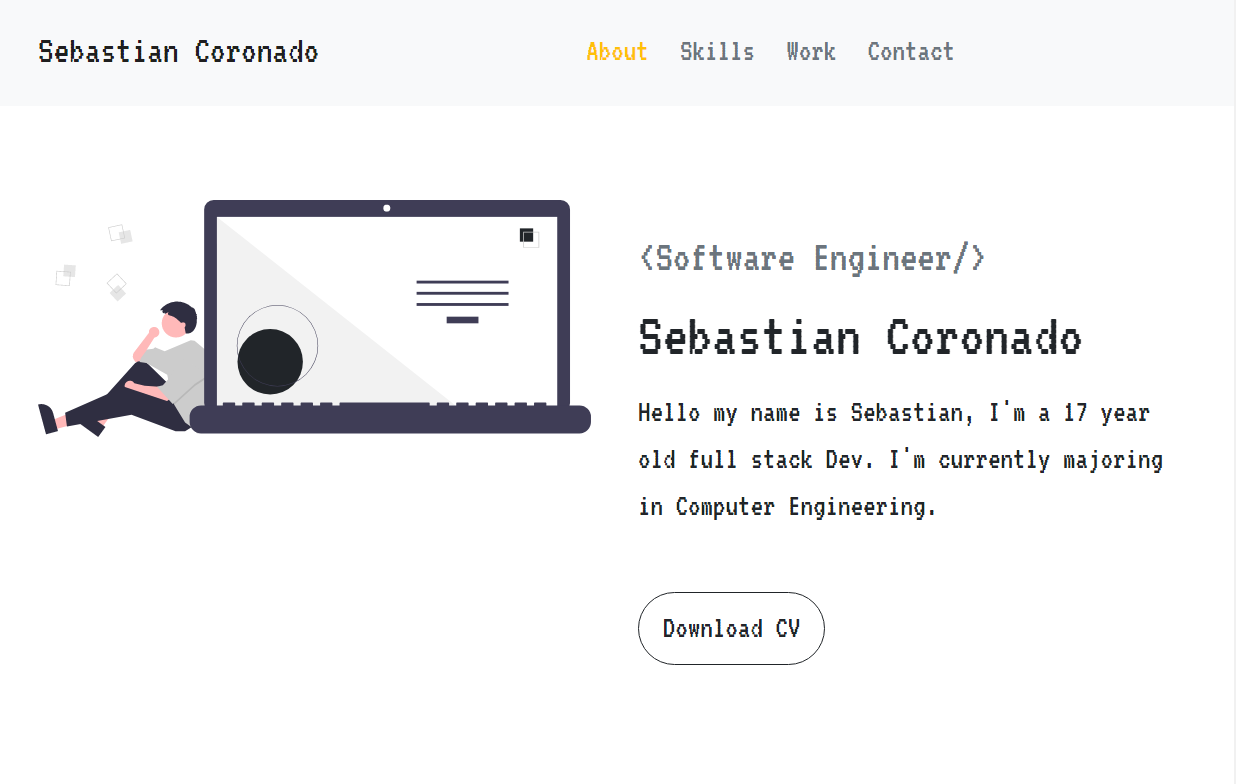 Sebastian Coronado
About Skills Work Contact
<Software Engineer/>
Sebastian Coronado
Hello my name is Sebastian, I'm a 17 year
old full stack Dev. I'm currently majoring
in Computer Engineering.
Download CV